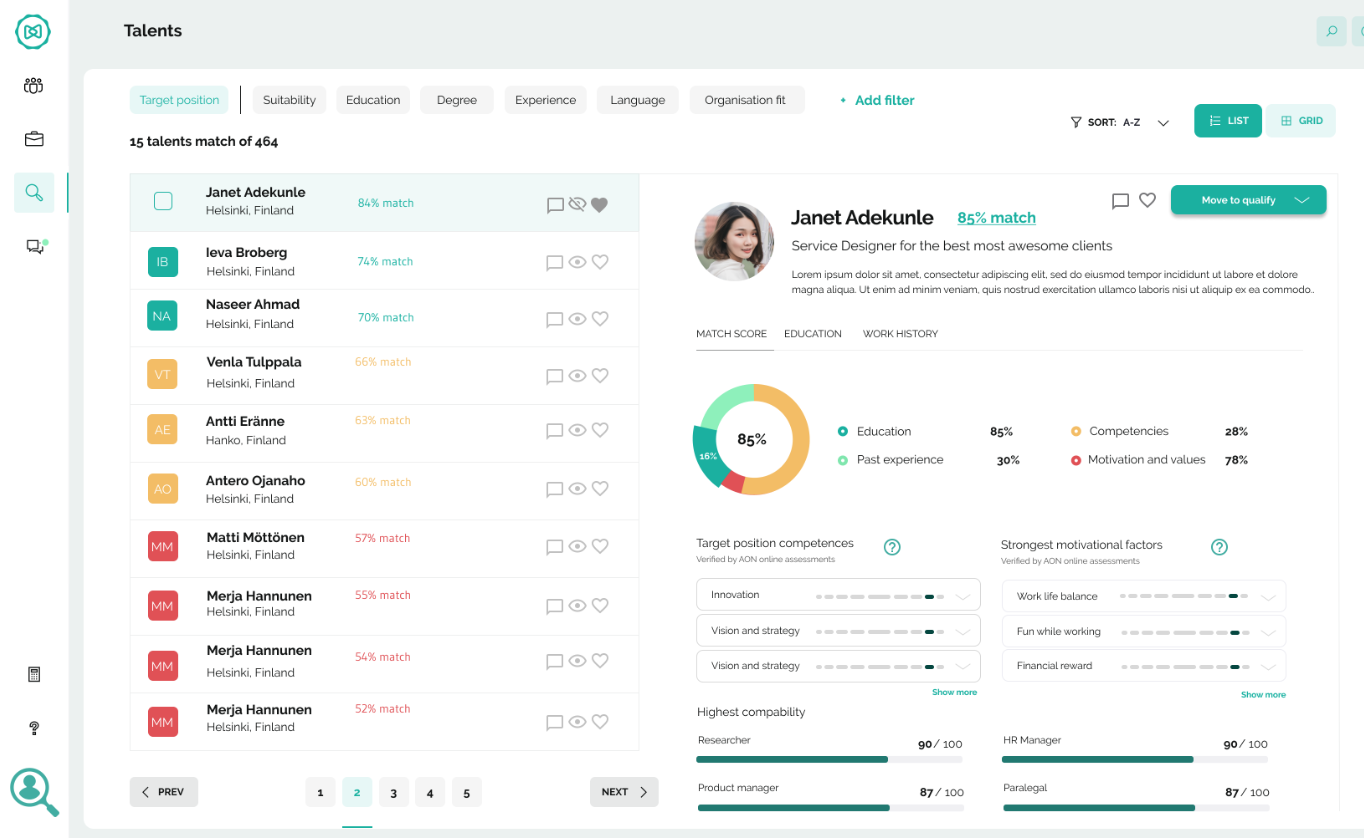 Talents
Target position
Suitability
Education
Degree
Experience
Language
Organisation fit
+ Add filter
15 talents match of 464
SORT: A-Z
LIST
GRID
Janet Adekunle
Helsinki, Finland
84% match
IB
Ieva Broberg
Helsinki, Finland
74% match
NA
Naseer Ahmad
Helsinki, Finland
70% match
VT
Venla Tulppala
Helsinki, Finland
66% match
AE
Antti Eränne
Hanko, Finland
63% match
AO
Antero Ojanaho
Helsinki, Finland
60% match
MM
Matti Möttönen
Helsinki, Finland
57% match
MM
Merja Hannunen
Helsinki, Finland
55% match
MM
Merja Hannunen
Helsinki, Finland
54% match
MM
Merja Hannunen
Helsinki, Finland
52% match
PREV
1
2
3
4
5
NEXT
Janet Adekunle
85% match
Move to qualify
Service Designer for the best most awesome clients
Lorem ipsum dolor sit amet, consectetur adipiscing elit, sed do eiusmod tempor incididunt ut labore et dolore
magna aliqua. Ut enim ad minim veniam, quis nostrud exercitation ullamco laboris nisi ut aliquip ex ea commodo..
MATCH SCORE
EDUCATION
WORK HISTORY
85%
16%
Education 85%
Competencies 28%
Past experience 30%
Motivation and values 78%
Target position competences
Verified by AON online assessments
Innovation
Vision and strategy
Vision and strategy
Show more
Strongest motivational factors
Verified by AON online assessments
Work life balance
Fun while working
Financial reward
Show more
Highest compability
Researcher 90/ 100
HR Manager 90/ 100
Product manager 87/ 100
Paralegal 87/ 100